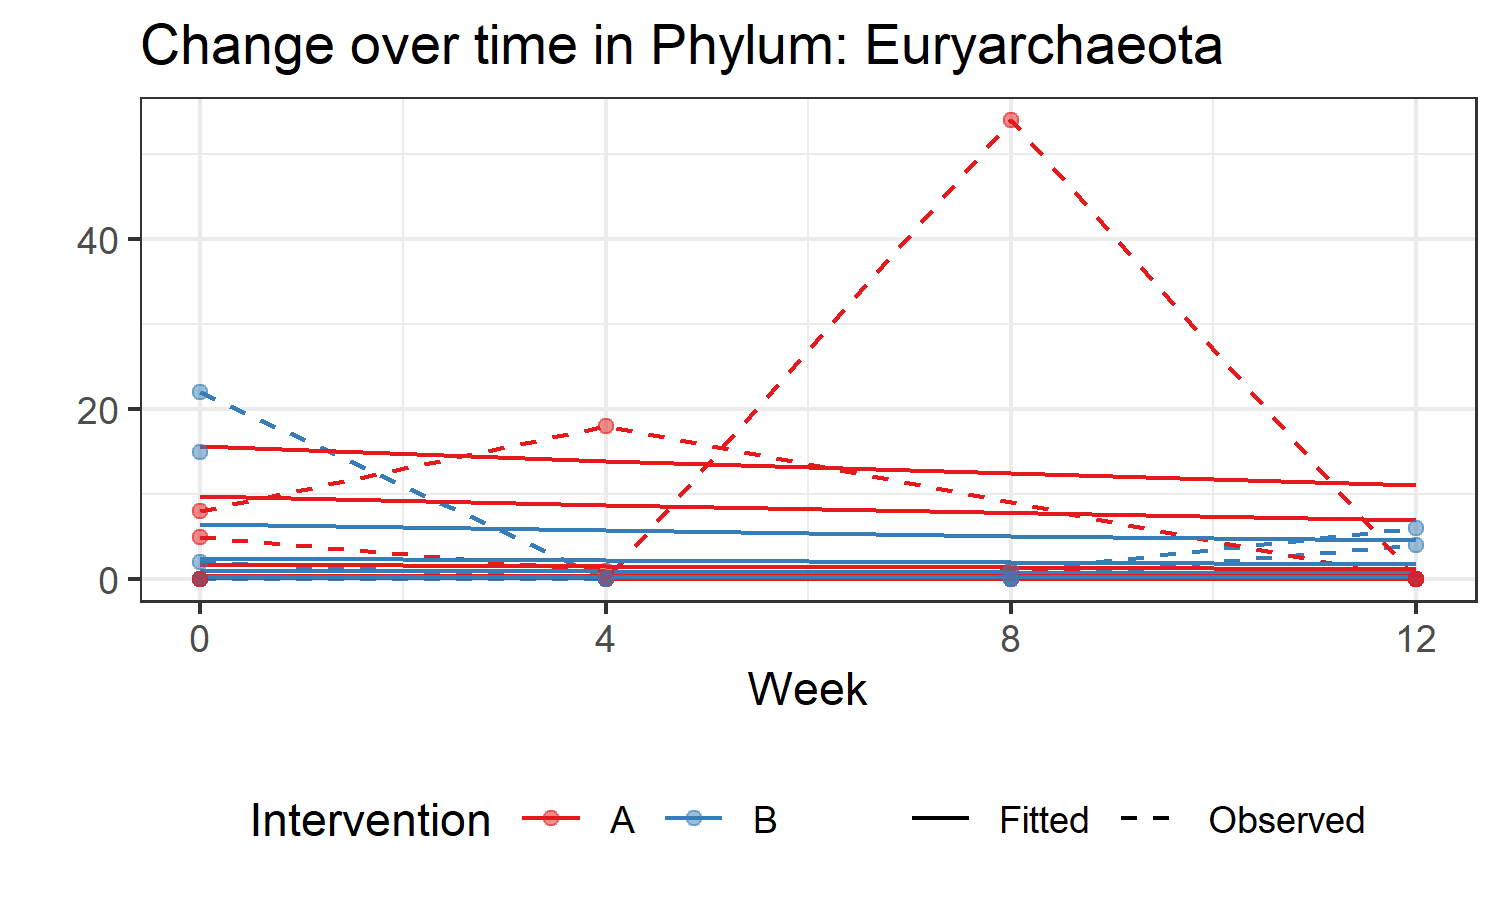 Change over time in Phylum: Euryarchaeota
40
20
0
0 4 8 12
Week
Intervention A B Fitted Observed